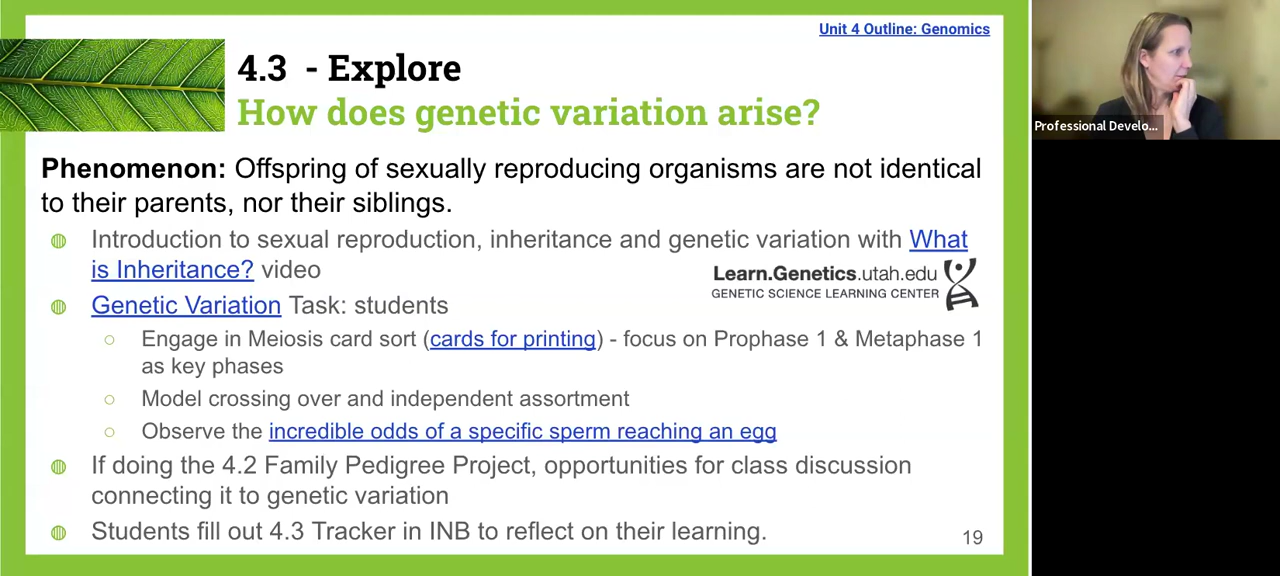 Unit 4 Outline: Genomics
4.3  - Explore
How does genetic variation arise?
Phenomenon: Offspring of sexually reproducing organisms are not identical
to their parents, nor their siblings.
Introduction to sexual reproduction, inheritance and genetic variation with What
is Inheritance? video
Learn.Genetics.utah.edu
GENETIC SCIENCE LEARNING CENTER
Genetic Variation Task: students
Engage in Meiosis card sort (cards for printing) - focus on Prophase 1 & Metaphase 1
as key phases
Model crossing over and independent assortment
Observe the incredible odds of a specific sperm reaching an egg
If doing the 4.2 Family Pedigree Project, opportunities for class discussion
connecting it to genetic variation
Students fill out 4.3 Tracker in INB to reflect on their learning.
19
Professional Develo...